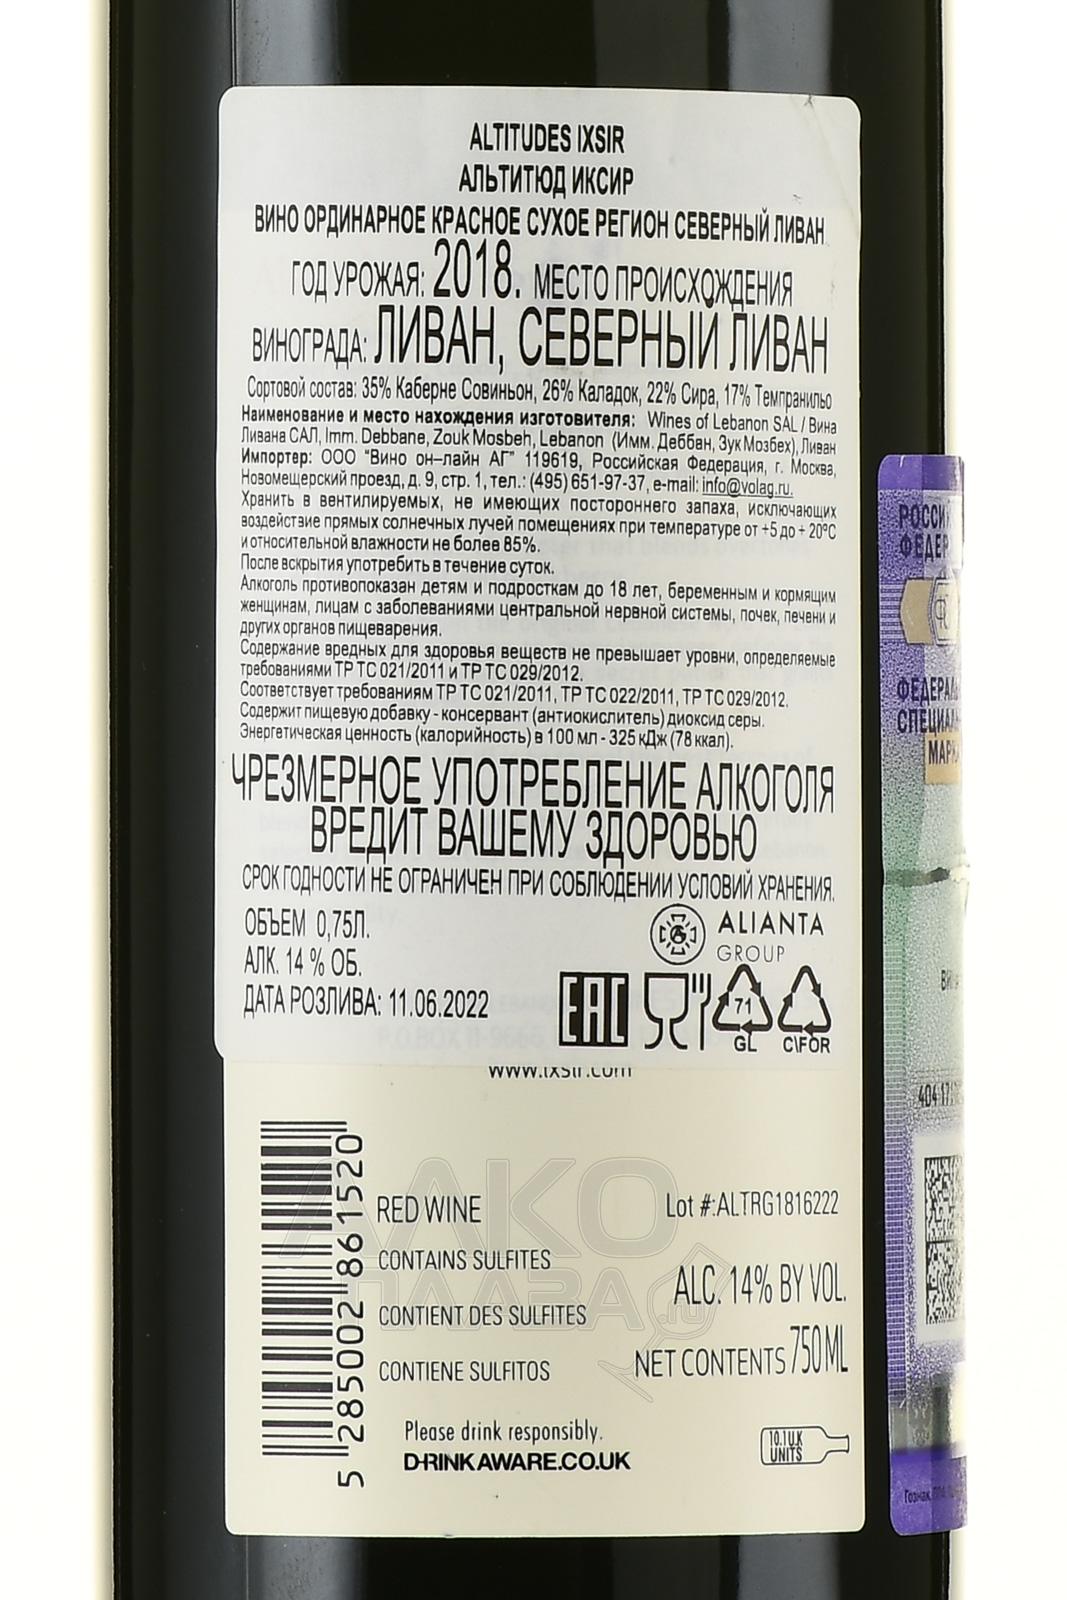 ALTITUDES IXSIR
АЛЬТИТЮД ИКСИР
ВИНО ОРДИНАРНОЕ КРАСНОЕ СУХОЕ РЕГИОН СЕВЕРНЫЙ ЛИВАН
ГОД УРОЖАЯ: 2018. МЕСТО ПРОИСХОЖДЕНИЯ
ВИНОГРАДА: ЛИВАН, СЕВЕРНЫЙ ЛИВАН
Сортовой состав: 35% Каберне Совиньон, 26% Каладок, 22% Сира, 17% Темпранильо
Наименование и место нахождения изготовителя: Wines of Lebanon SAL / Вина
Ливана САЛ, Imm. Debbane, Zouk Mosbeh, Lebanon (Имм. Деббан, Зук Мозбех), Ливан
Импортер: ООО "Вино он–лайн АГ" 119619, Российская Федерация, г. Москва,
Новомещерский проезд, д. 9, стр. 1, тел.: (495) 651-97-37, e-mail: info@volag.ru.
Хранить в вентилируемых, не имеющих постороннего запаха, исключающих
воздействие прямых солнечных лучей помещениях при температуре от +5 до + 20°С
и относительной влажности не более 85%.
После вскрытия употребить в течение суток.
Алкоголь противопоказан детям и подросткам до 18 лет, беременным и кормящим
женщинам, лицам с заболеваниями центральной нервной системы, почек, печени и
других органов пищеварения.
Содержание вредных для здоровья веществ не превышает уровни, определяемые
требованиями ТР ТС 021/2011 и ТР ТС 029/2012.
Соответствует требованиям ТР ТС 021/2011, ТР ТС 022/2011, ТР ТС 029/2012.
Содержит пищевую добавку - консервант (антиокислитель) диоксид серы.
Энергетическая ценность (калорийность) в 100 мл - 325 кДж (78 ккал).
ЧРЕЗМЕРНОЕ УПОТРЕБЛЕНИЕ АЛКОГОЛЯ
ВРЕДИТ ВАШЕМУ ЗДОРОВЬЮ
СРОК ГОДНОСТИ НЕ ОГРАНИЧЕН ПРИ СОБЛЮДЕНИИ УСЛОВИЙ ХРАНЕНИЯ.
ОБЪЕМ 0,75Л.
АЛК. 14 % ОБ.
ДАТА РОЗЛИВА: 11.06.2022
ALIANTA
GROUP
EAC
71
GL
C\FOR
www.ixsir.com
5 285002 861520
RED WINE
CONTAINS SULFITES
CONTIENT DES SULFITES
CONTIENE SULFITOS
Lot #:ALTRG1816222
ALC. 14% BY VOL.
NET CONTENTS 750 ML
Please drink responsibly.
DRINKAWARE.CO.UK
10.1 U.K
UNITS
АЛКО
ПЛАЗА
.ru
РОССИЙ
ФЕДЕР
ФЕДЕРАЛЬ
СПЕЦИАЛЬ
МАРК
404 17
Гознак